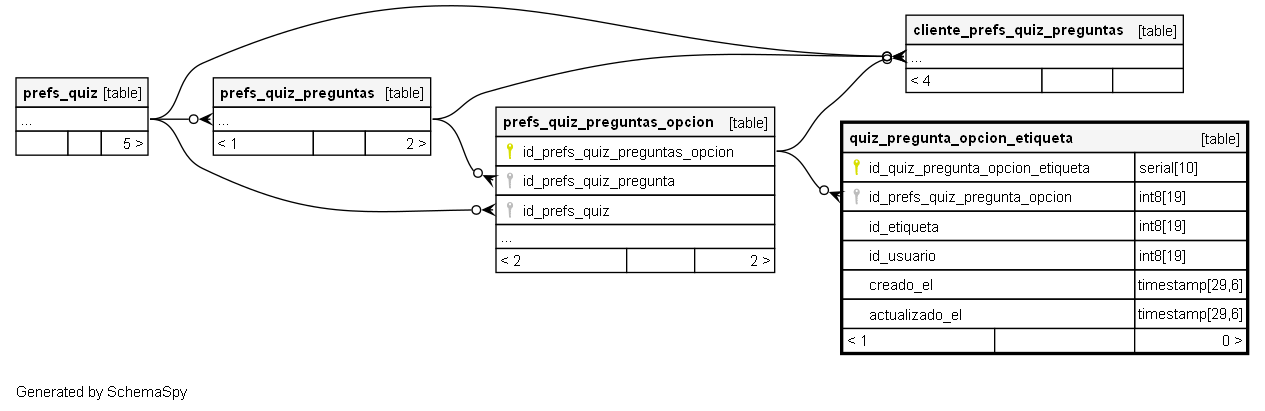 cliente_prefs_quiz_preguntas [table]
...
< 4
prefs_quiz [table]
...
5 >
prefs_quiz_preguntas [table]
...
< 1 2 >
prefs_quiz_preguntas_opcion [table]
id_prefs_quiz_preguntas_opcion
id_prefs_quiz_pregunta
id_prefs_quiz
...
< 2 2 >
quiz_pregunta_opcion_etiqueta [table]
id_quiz_pregunta_opcion_etiqueta serial[10]
id_prefs_quiz_pregunta_opcion int8[19]
id_etiqueta int8[19]
id_usuario int8[19]
creado_el timestamp[29,6]
actualizado_el timestamp[29,6]
< 1 0 >
Generated by SchemaSpy